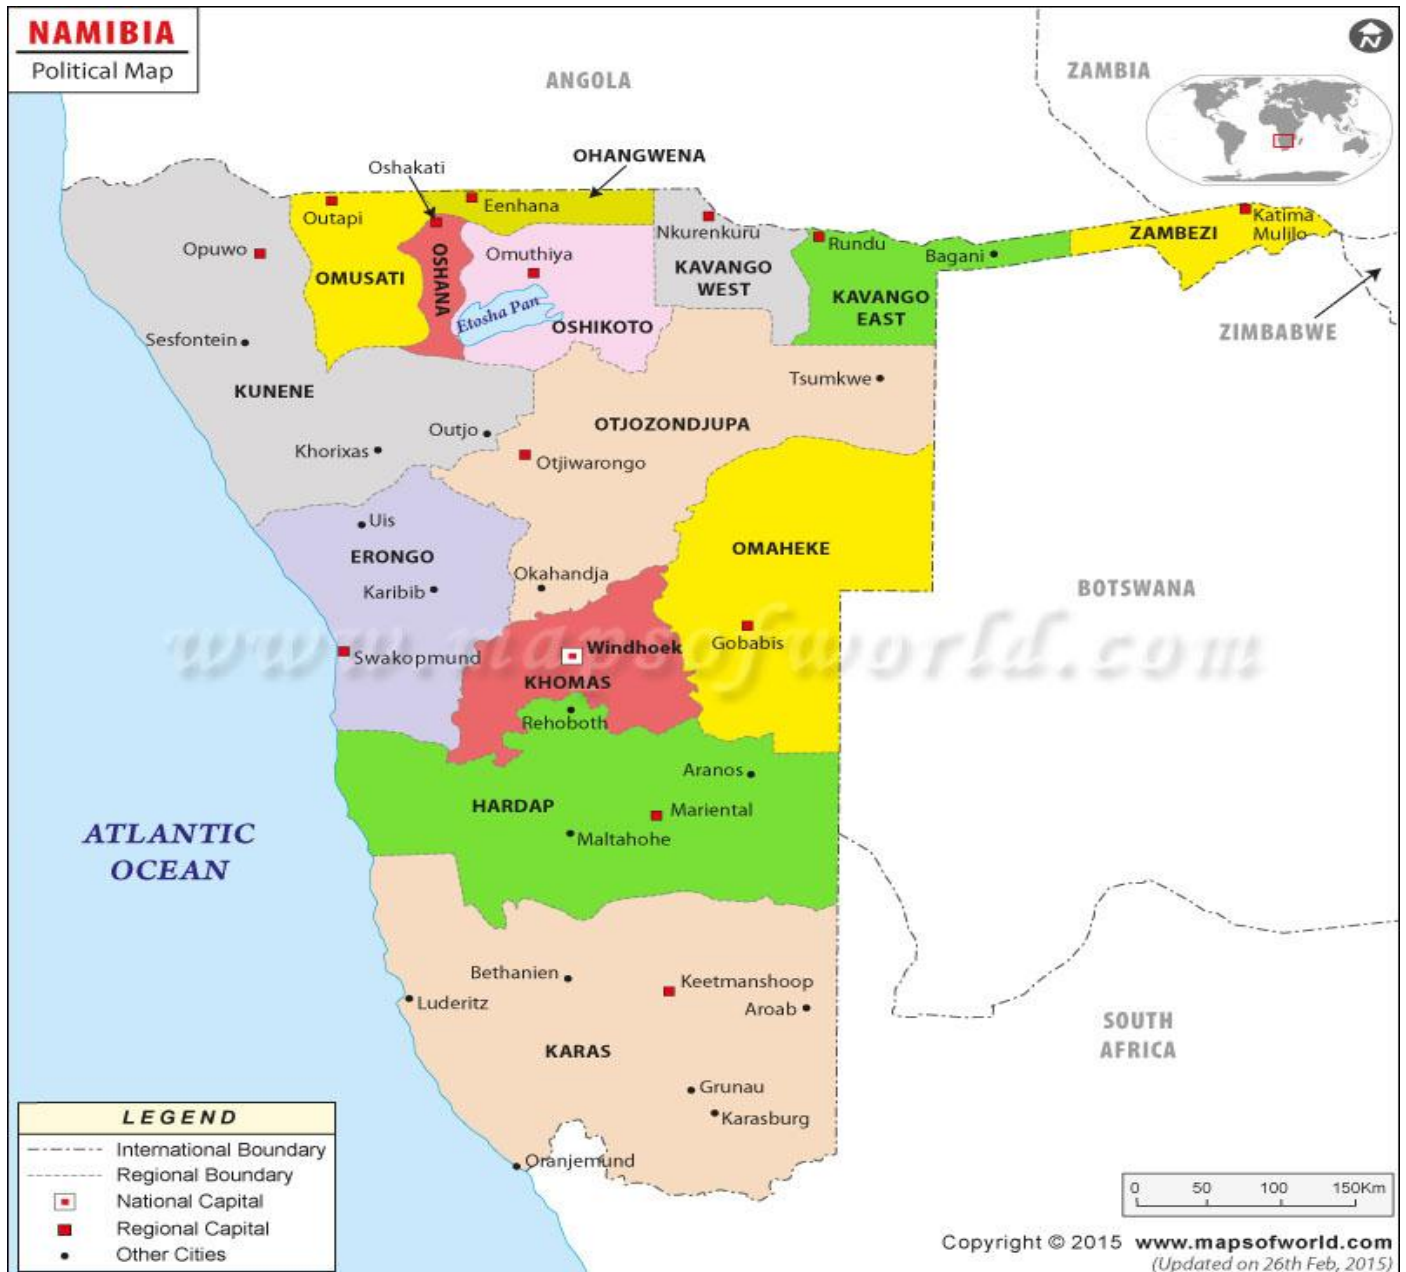 NAMIBIA
Political Map
ANGOLA
ZAMBIA
N
OHANGWENA
Oshakati
Outapi
Eenhana
Nkurenkuru
Rundu
Katima
Mulilo
ZAMBEZI
Opuwo
Omuthiya
Bagani
OMUSATI
OSHANA
KAVANGO
WEST
KAVANGO
EAST
Etosha Pan
OSHIKOTO
ZIMBABWE
Sesfontein
KUNENE
Tsumkwe
OTJOZONDJUPA
Outjo
Khorixas
Otjiwarongo
Uis
ERONGO
OMAHEKE
Okahandja
Karibib
BOTSWANA
www.mapsofworld.com
Swakopmund
Windhoek
Gobabis
KHOMAS
Rehoboth
Aranos
HARDAP
Mariental
Maltahohe
ATLANTIC
OCEAN
Bethanien
Keetmanshoop
Luderitz
Aroab
SOUTH
AFRICA
KARAS
Grunau
Karasburg
Oranjemund
LEGEND
International Boundary
Regional Boundary
National Capital
Regional Capital
Other Cities
0 50 100 150Km
Copyright © 2015 www.mapsofworld.com
(Updated on 26th Feb, 2015)